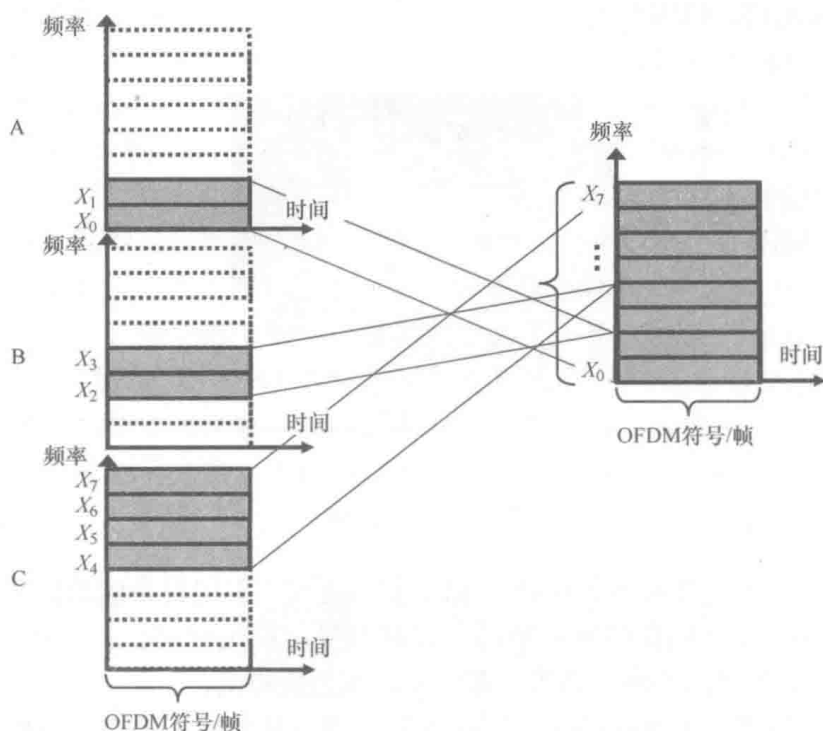 频率
A
X₁
X₀
时间
频率
B
X₃
X₂
时间
频率
X₇
X₆
X₅
X₄
C
时间
OFDM符号/帧
频率
X₇
⋮
X₀
时间
OFDM符号/帧